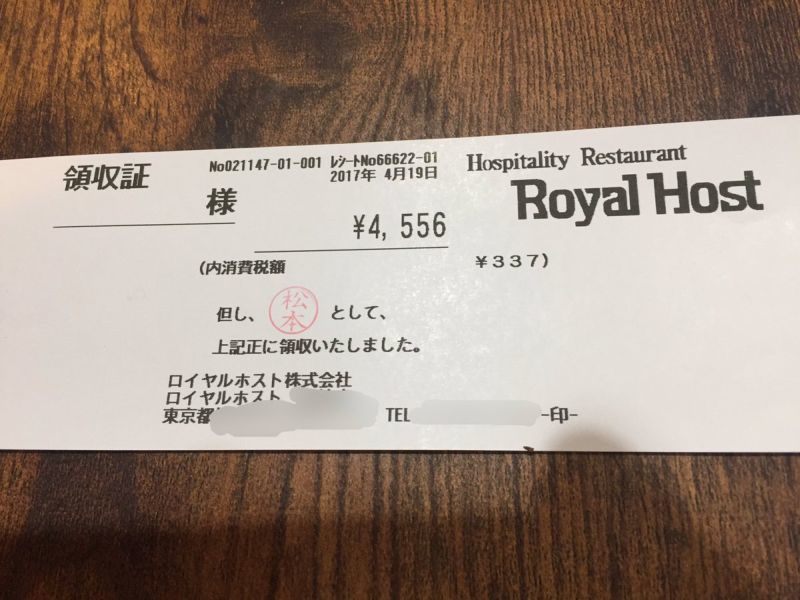 領収証
No021147-01-001 ﾚｼｰﾄNo66622-01
2017年 4月19日
Hospitality Restaurant
Royal Host
様
¥4,556
(内消費税額 ¥337)
但し、 松本 として、
上記正に領収いたしました。
ロイヤルホスト株式会社
ロイヤルホスト
東京都 TEL -印-